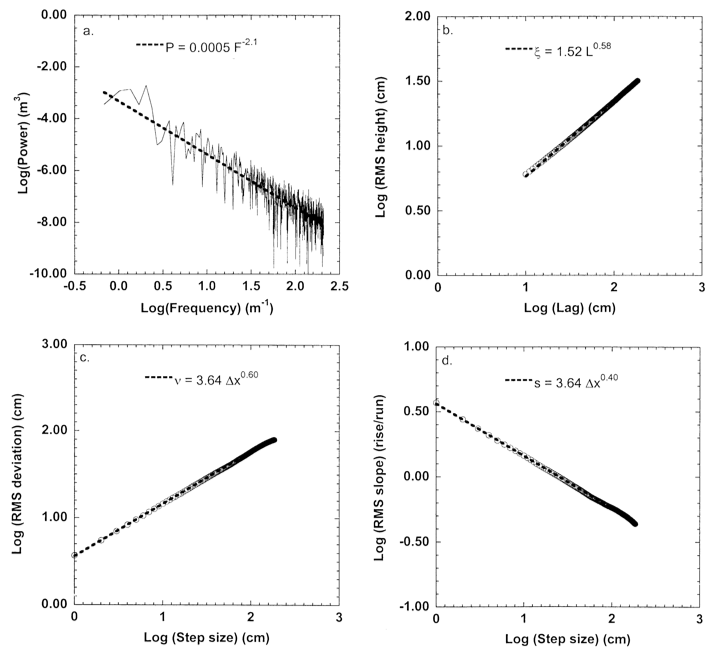 a.
P = 0.0005 F^-2.1
0.00
-2.00
-4.00
-6.00
-8.00
-10.00
Log(Power) (m³)
-0.5 0.0 0.5 1.0 1.5 2.0 2.5
Log(Frequency) (m⁻¹)
b.
ξ = 1.52 L^0.58
2.00
1.50
1.00
0.50
0.00
Log (RMS height) (cm)
0 1 2 3
Log (Lag) (cm)
c.
ν = 3.64 Δx^0.60
3.00
2.00
1.00
0.00
Log (RMS deviation) (cm)
0 1 2 3
Log (Step size) (cm)
d.
s = 3.64 Δx^0.40
1.00
0.50
0.00
-0.50
-1.00
Log (RMS slope) (rise/run)
0 1 2 3
Log (Step size) (cm)